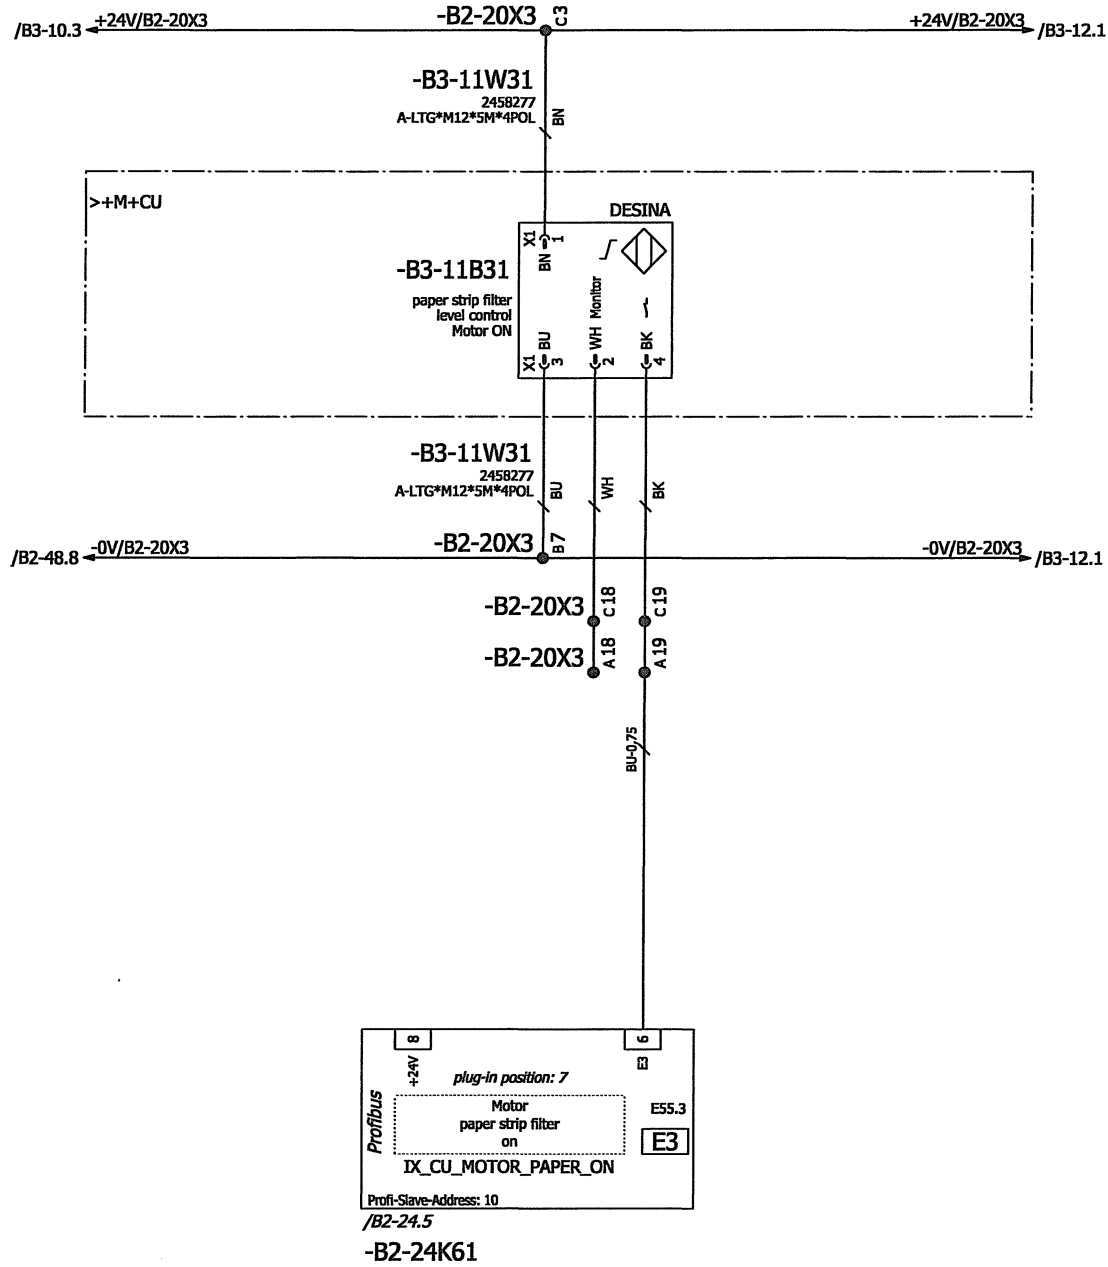 -B2-20X3 C3
+24V/B2-20X3 +24V/B2-20X3
/B3-10.3 /B3-12.1
-B3-11W31
2458277
A-LTG*M12*5M*4POL BN
>+M+CU
DESINA
X1 1
BN
-B3-11B31
paper strip filter
level control
Motor ON
Monitor
BU WH BK
X1 3 2 4
-B3-11W31
2458277
A-LTG*M12*5M*4POL BU WH BK
-0V/B2-20X3 -B2-20X3 B7 -0V/B2-20X3
/B2-48.8 /B3-12.1
-B2-20X3 C18 C19
-B2-20X3 A18 A19
BU-0,75
8 6
+24V E3
plug-in position: 7
Profibus
Motor
paper strip filter
on
E55.3
E3
IX_CU_MOTOR_PAPER_ON
Profi-Slave-Address: 10
/B2-24.5
-B2-24K61